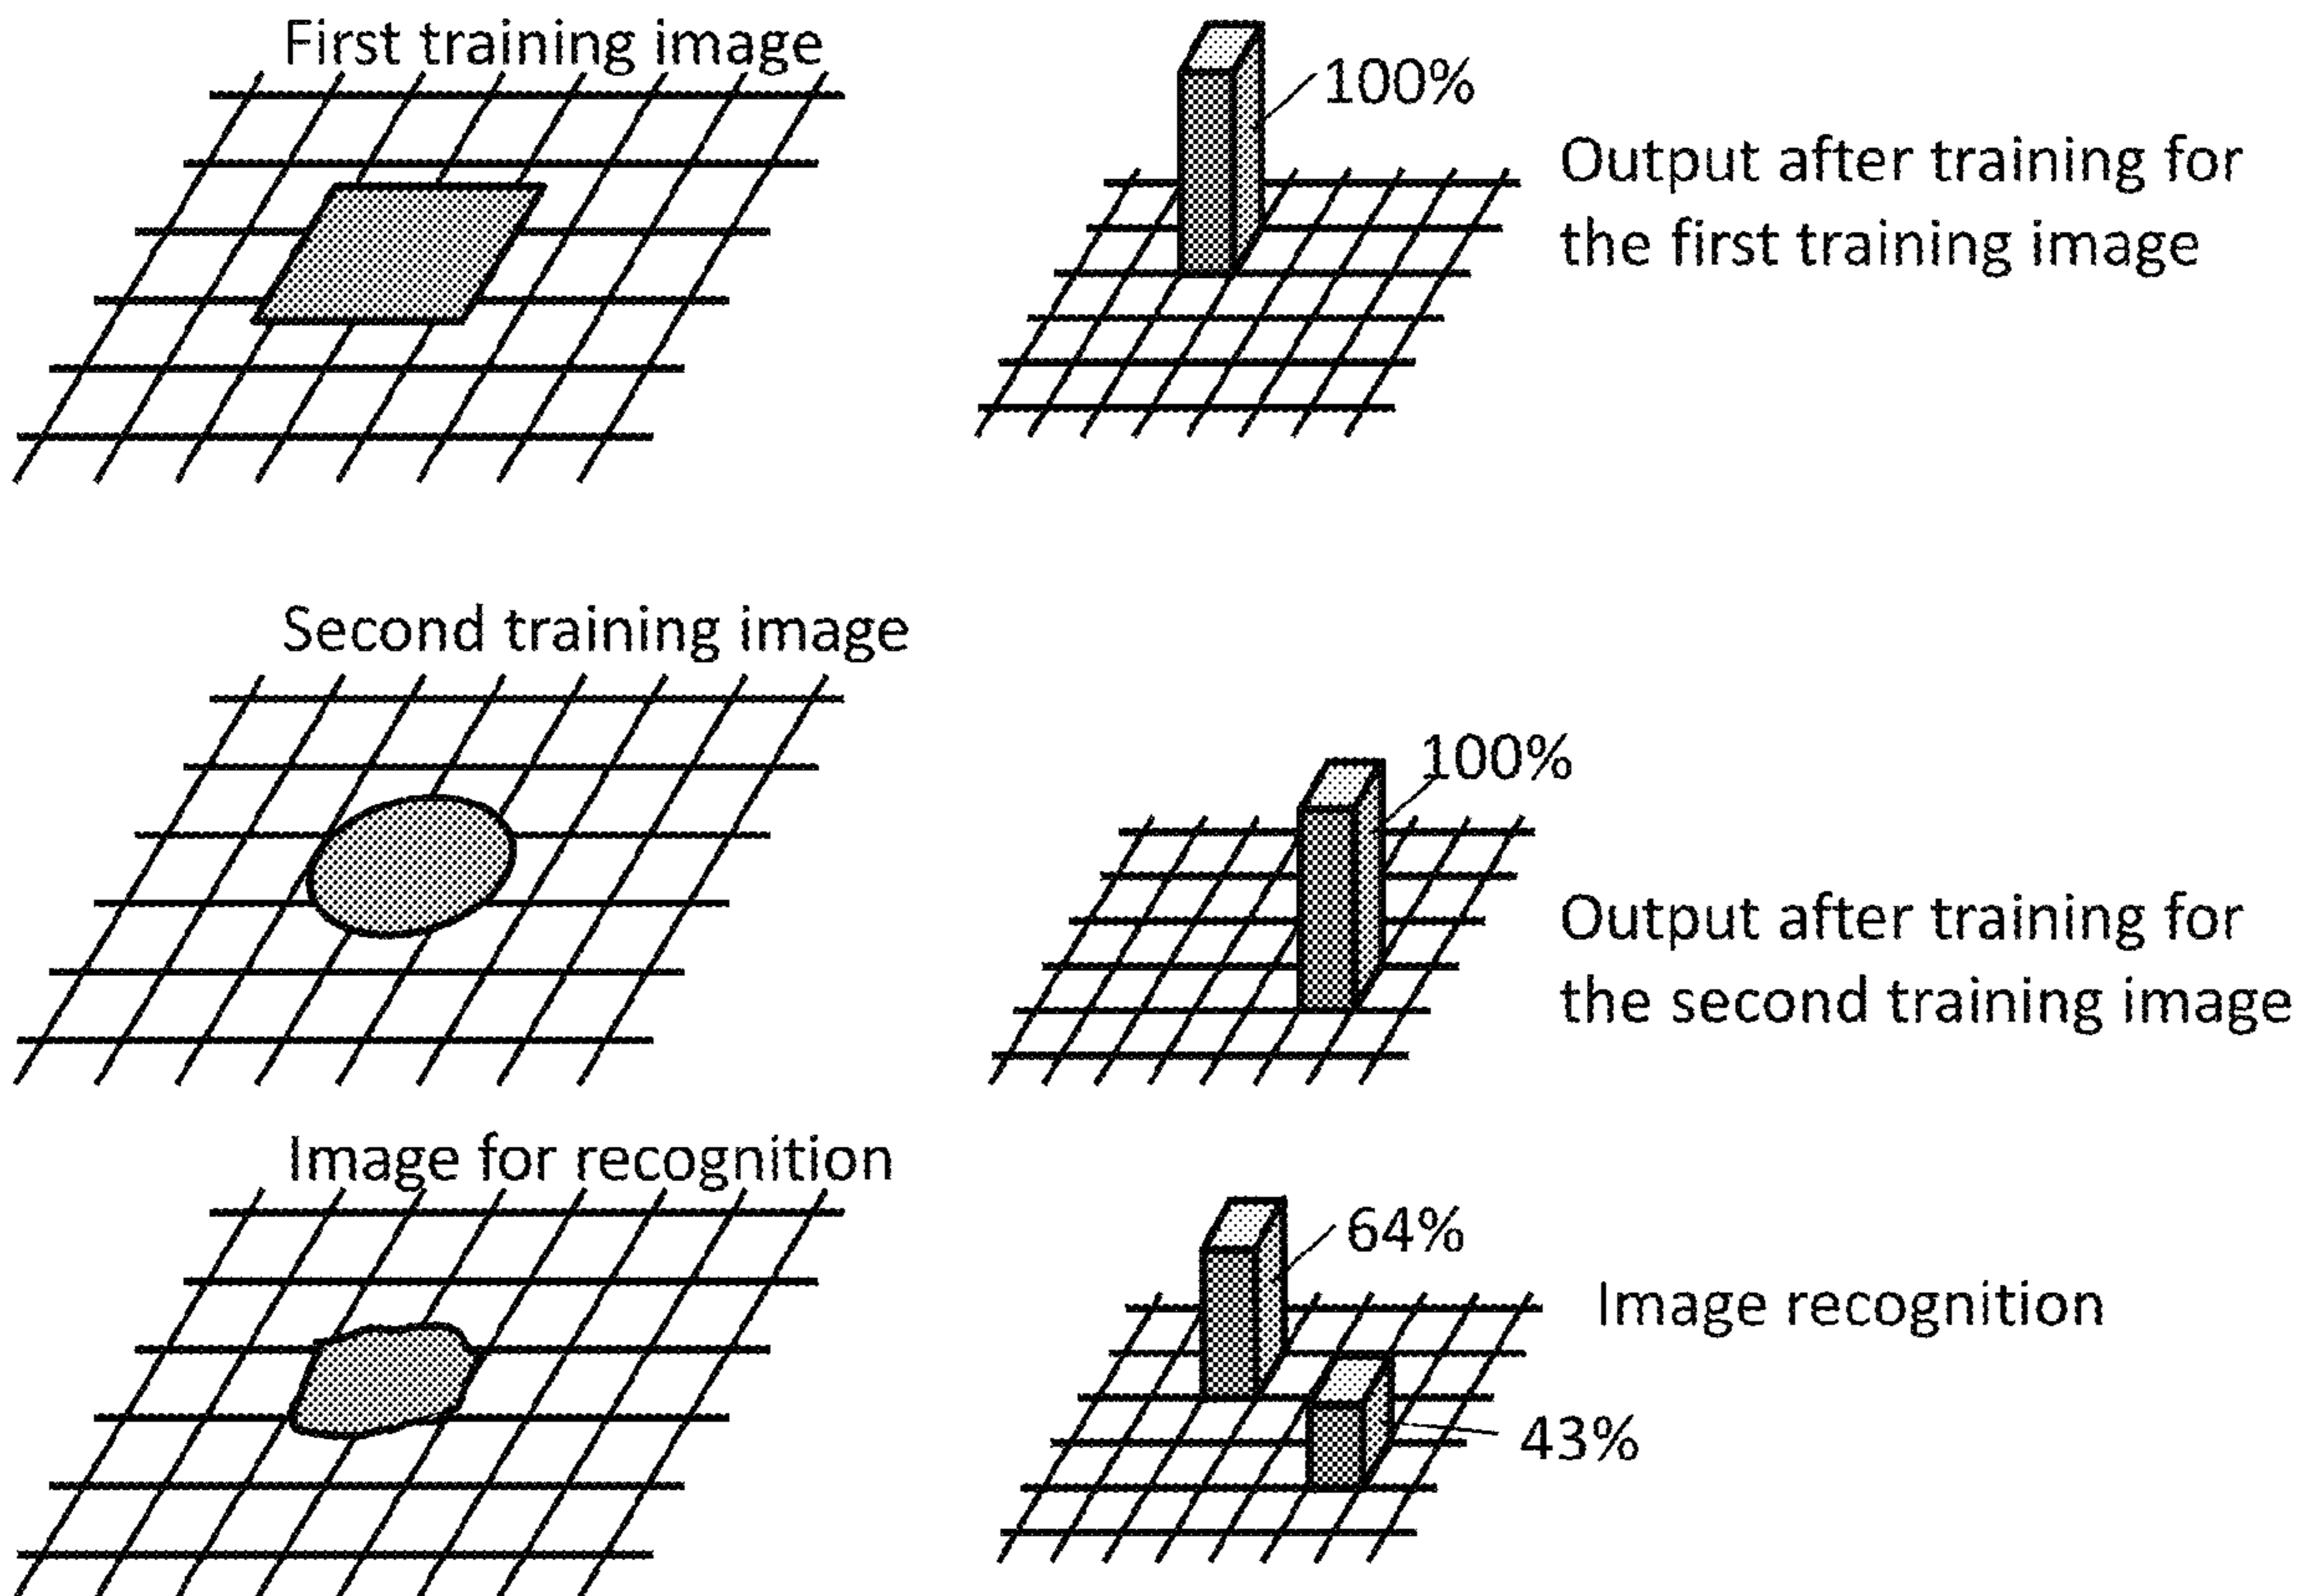 First training image
100%
Output after training for
the first training image
Second training image
100%
Output after training for
the second training image
Image for recognition
64%
Image recognition
43%